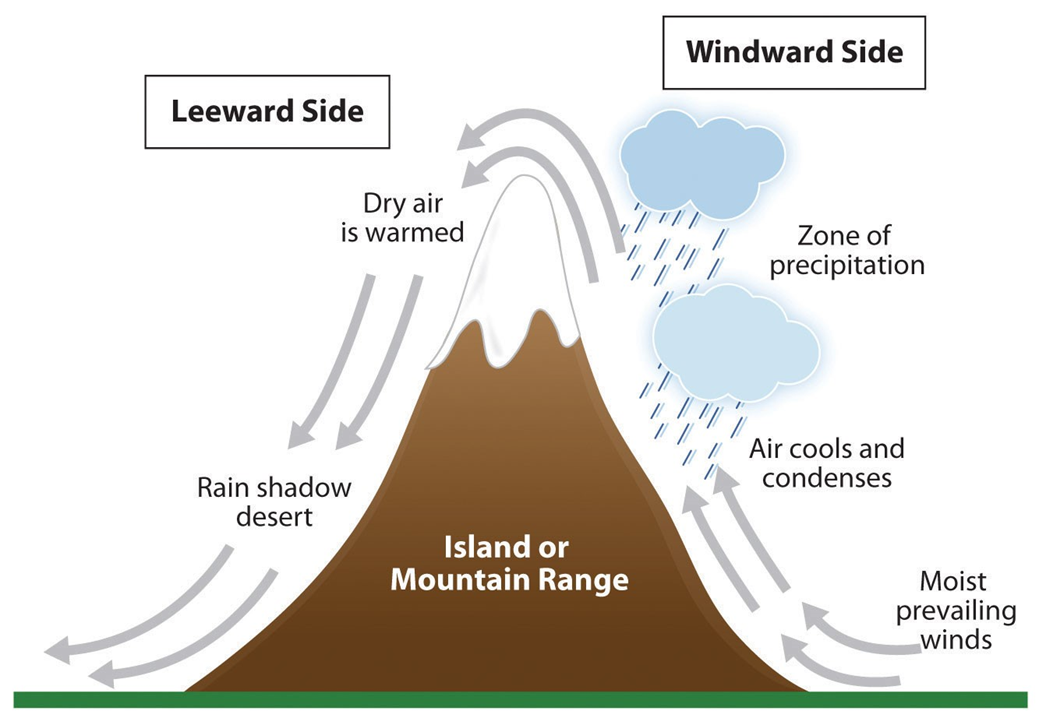 Windward Side
Leeward Side
Dry air
is warmed
Zone of
precipitation
Air cools and
condenses
Rain shadow
desert
Island or
Mountain Range
Moist
prevailing
winds